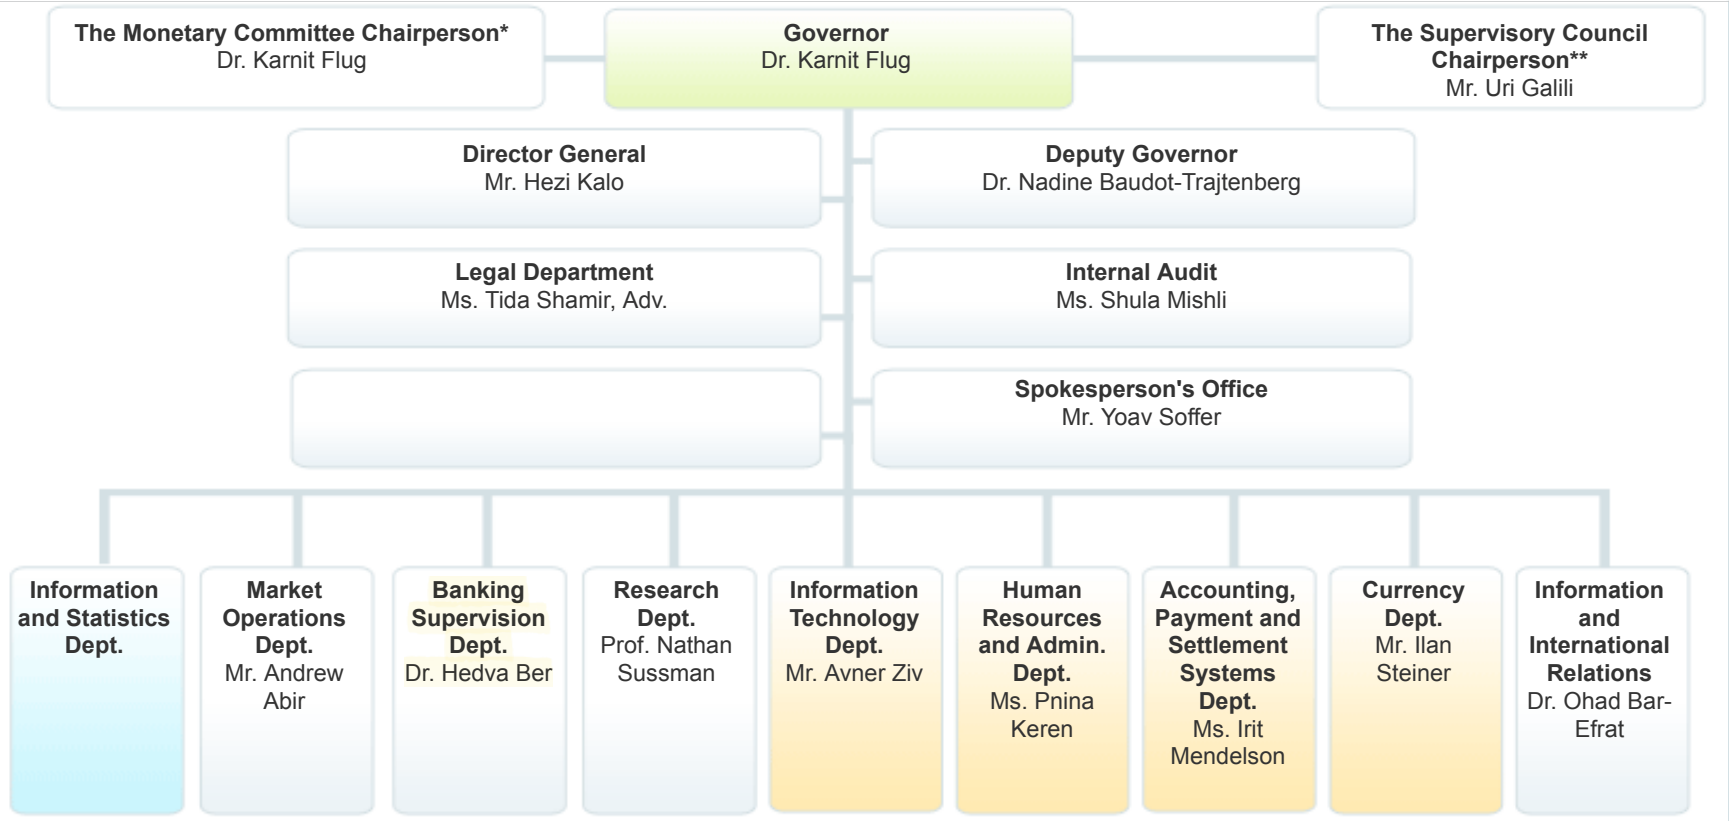 The Monetary Committee Chairperson*
Dr. Karnit Flug
Governor
Dr. Karnit Flug
The Supervisory Council
Chairperson**
Mr. Uri Galili
Director General
Mr. Hezi Kalo
Deputy Governor
Dr. Nadine Baudot-Trajtenberg
Legal Department
Ms. Tida Shamir, Adv.
Internal Audit
Ms. Shula Mishli
Spokesperson's Office
Mr. Yoav Soffer
Information
and Statistics
Dept.
Market
Operations
Dept.
Mr. Andrew
Abir
Banking
Supervision
Dept.
Dr. Hedva Ber
Research
Dept.
Prof. Nathan
Sussman
Information
Technology
Dept.
Mr. Avner Ziv
Human
Resources
and Admin.
Dept.
Ms. Pnina
Keren
Accounting,
Payment and
Settlement
Systems
Dept.
Ms. Irit
Mendelson
Currency
Dept.
Mr. Ilan
Steiner
Information
and
International
Relations
Dr. Ohad Bar-
Efrat